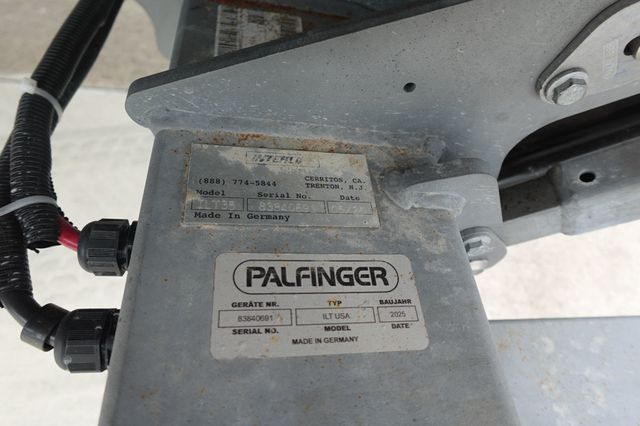 INTERLIFT
(888) 774-5844 CERRITOS, CA.
TRENTON, N.J.
Model Serial No. Date
Made In Germany
PALFINGER
GERÄTE NR. TYP BAUJAHR
83840691 ILT USA 2025
SERIAL NO. MODEL DATE
MADE IN GERMANY